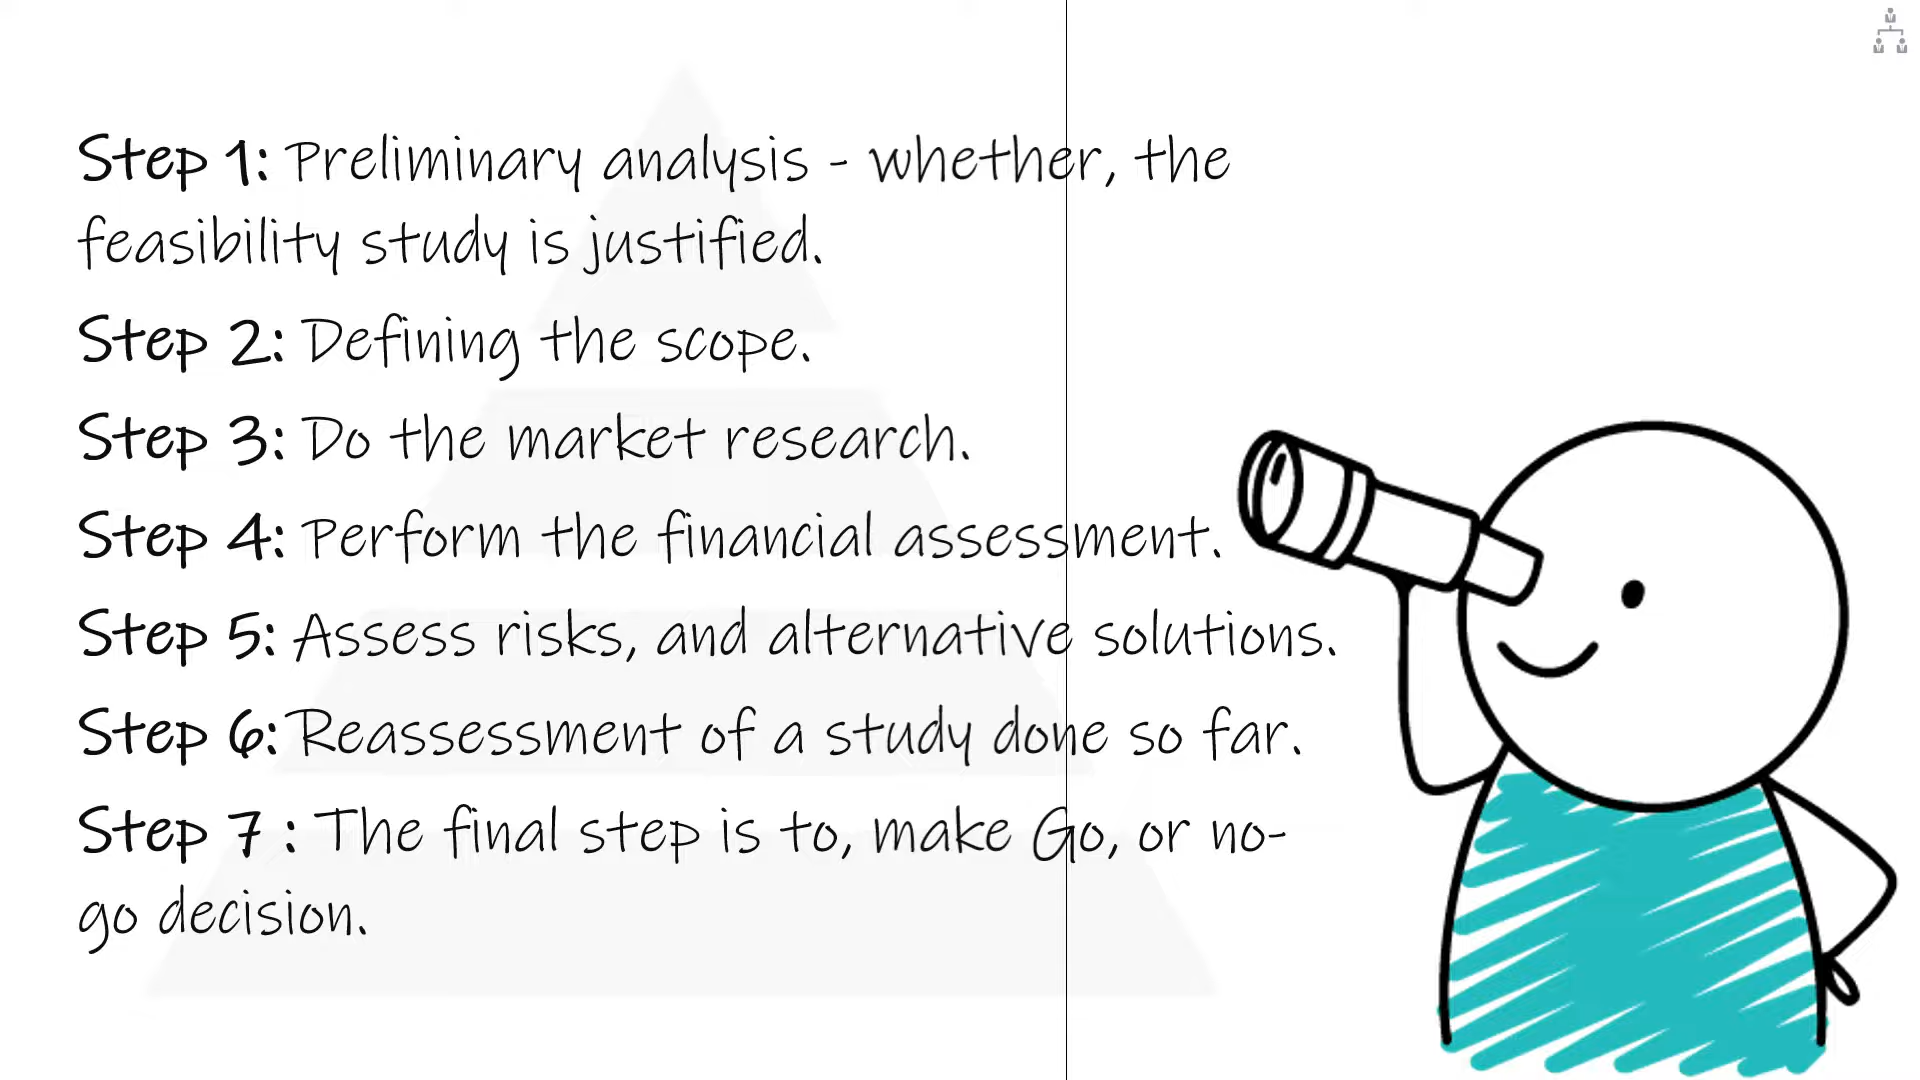 Step 1: Preliminary analysis - whether, the
feasibility study is justified.
Step 2: Defining the scope.
Step 3: Do the market research.
Step 4: Perform the financial assessment.
Step 5: Assess risks, and alternative solutions.
Step 6: Reassessment of a study done so far.
Step 7 : The final step is to, make Go, or no-
go decision.